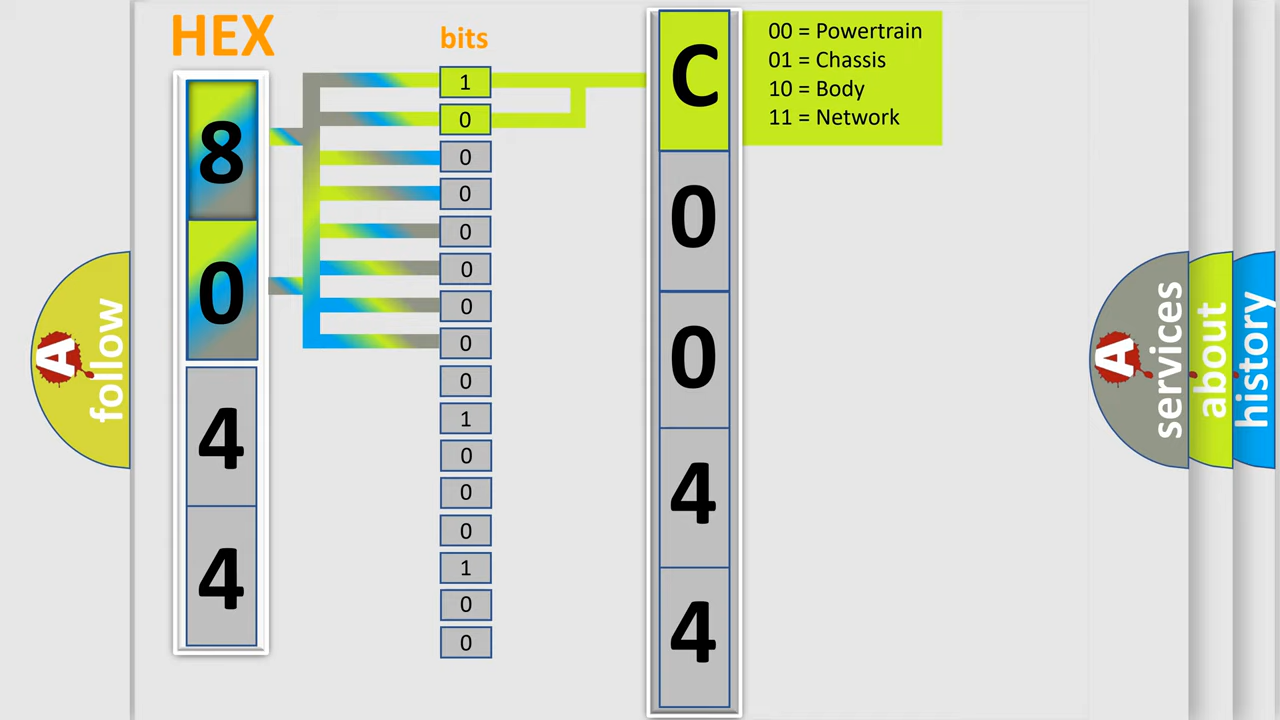 HEX
bits
8
0
4
4
1
0
0
0
0
0
0
0
0
1
0
0
0
1
0
0
C
0
0
4
4
00 = Powertrain
01 = Chassis
10 = Body
11 = Network
A
follow
A
services
about
history